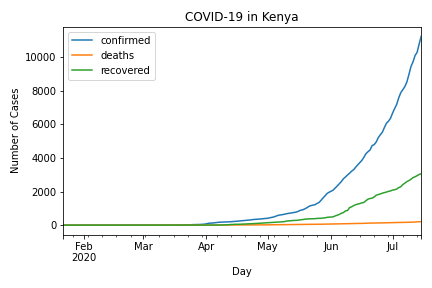 COVID-19 in Kenya
confirmed
deaths
recovered
Number of Cases
10000
8000
6000
4000
2000
0
Feb Mar Apr May Jun Jul
2020
Day